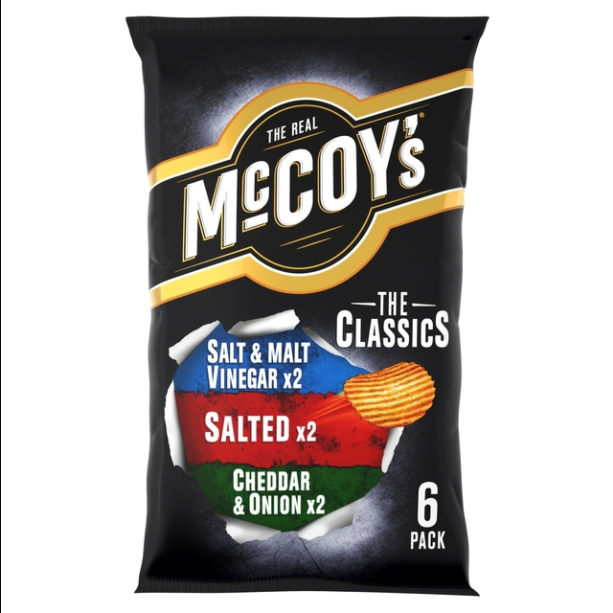 THE REAL
McCOY's
THE
CLASSICS
SALT & MALT
VINEGAR x2
SALTED x2
CHEDDAR
& ONION x2
6
PACK